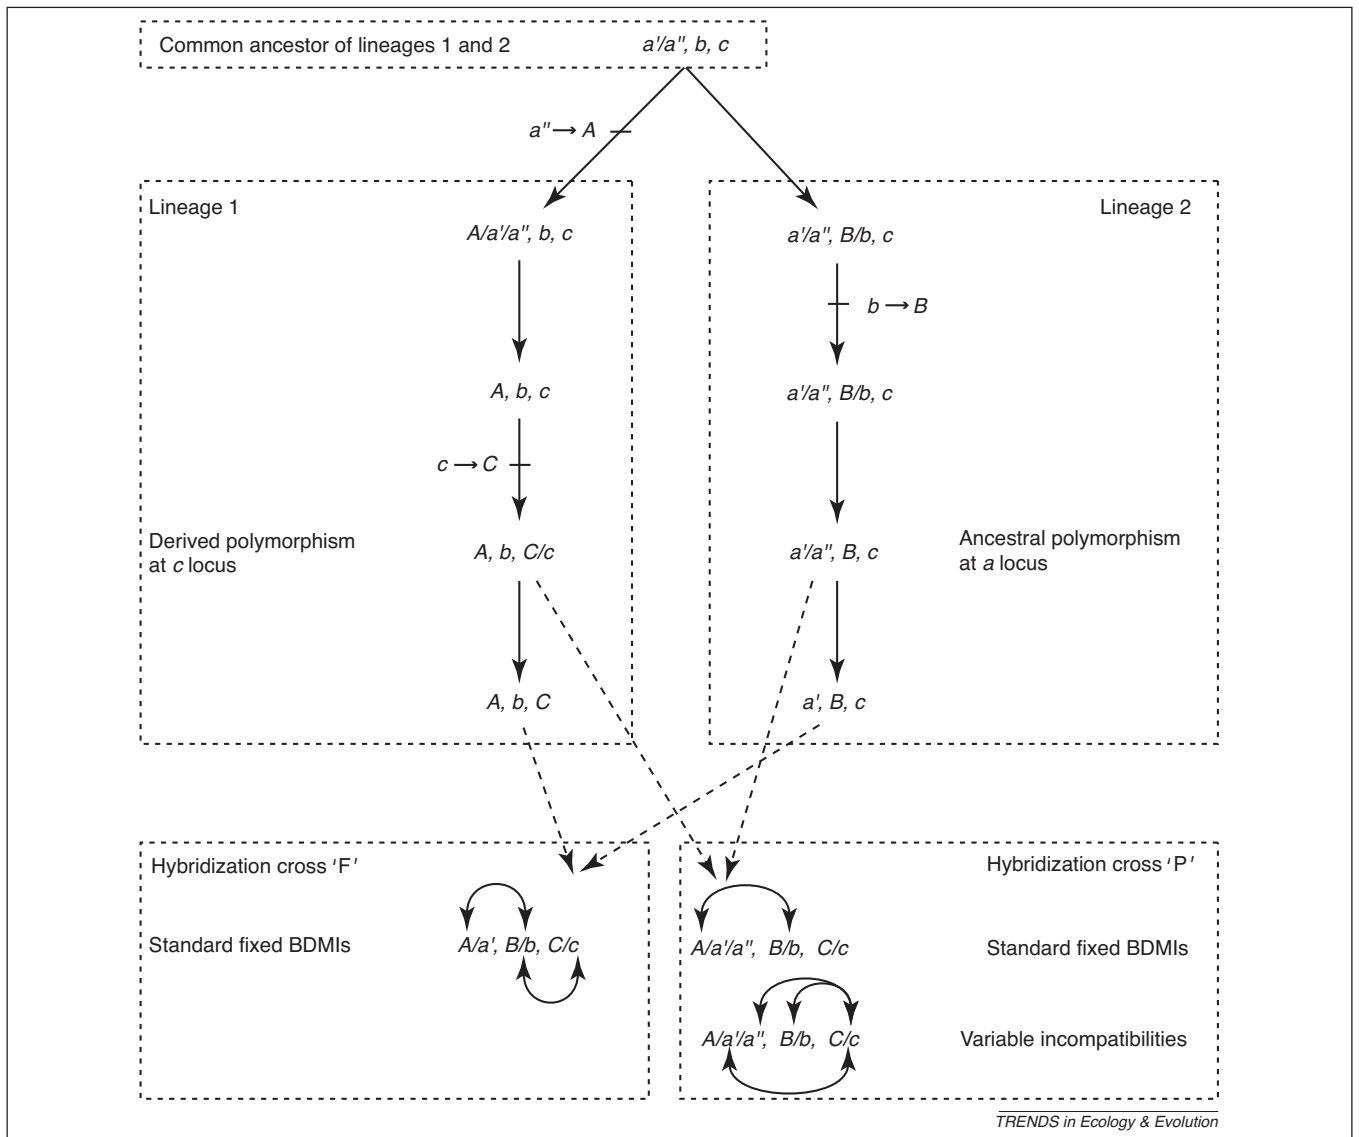 Common ancestor of lineages 1 and 2 a'/a", b, c
a" → A
Lineage 1
Lineage 2
A/a'/a", b, c
a'/a", B/b, c
b → B
A, b, c
a'/a", B/b, c
c → C
Derived polymorphism
at c locus
A, b, C/c
a'/a", B, c
Ancestral polymorphism
at a locus
A, b, C
a', B, c
Hybridization cross 'F'
Standard fixed BDMIs
A/a', B/b, C/c
Hybridization cross 'P'
A/a'/a", B/b, C/c
Standard fixed BDMIs
A/a'/a", B/b, C/c
Variable incompatibilities
TRENDS in Ecology & Evolution